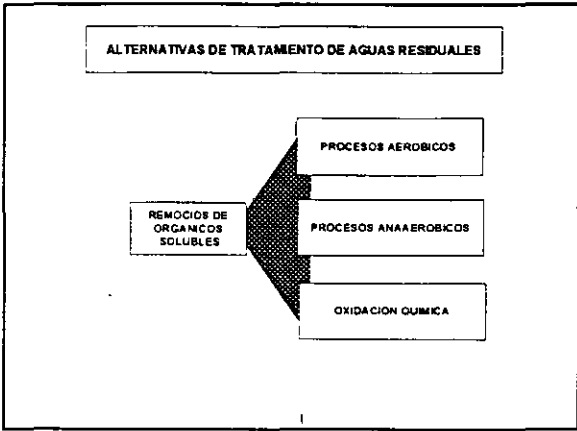 ALTERNATIVAS DE TRATAMIENTO DE AGUAS RESIDUALES
PROCESOS AEROBICOS
REMOCIOS DE
ORGANICOS
SOLUBLES
PROCESOS ANAAEROBICOS
OXIDACION QUIMICA